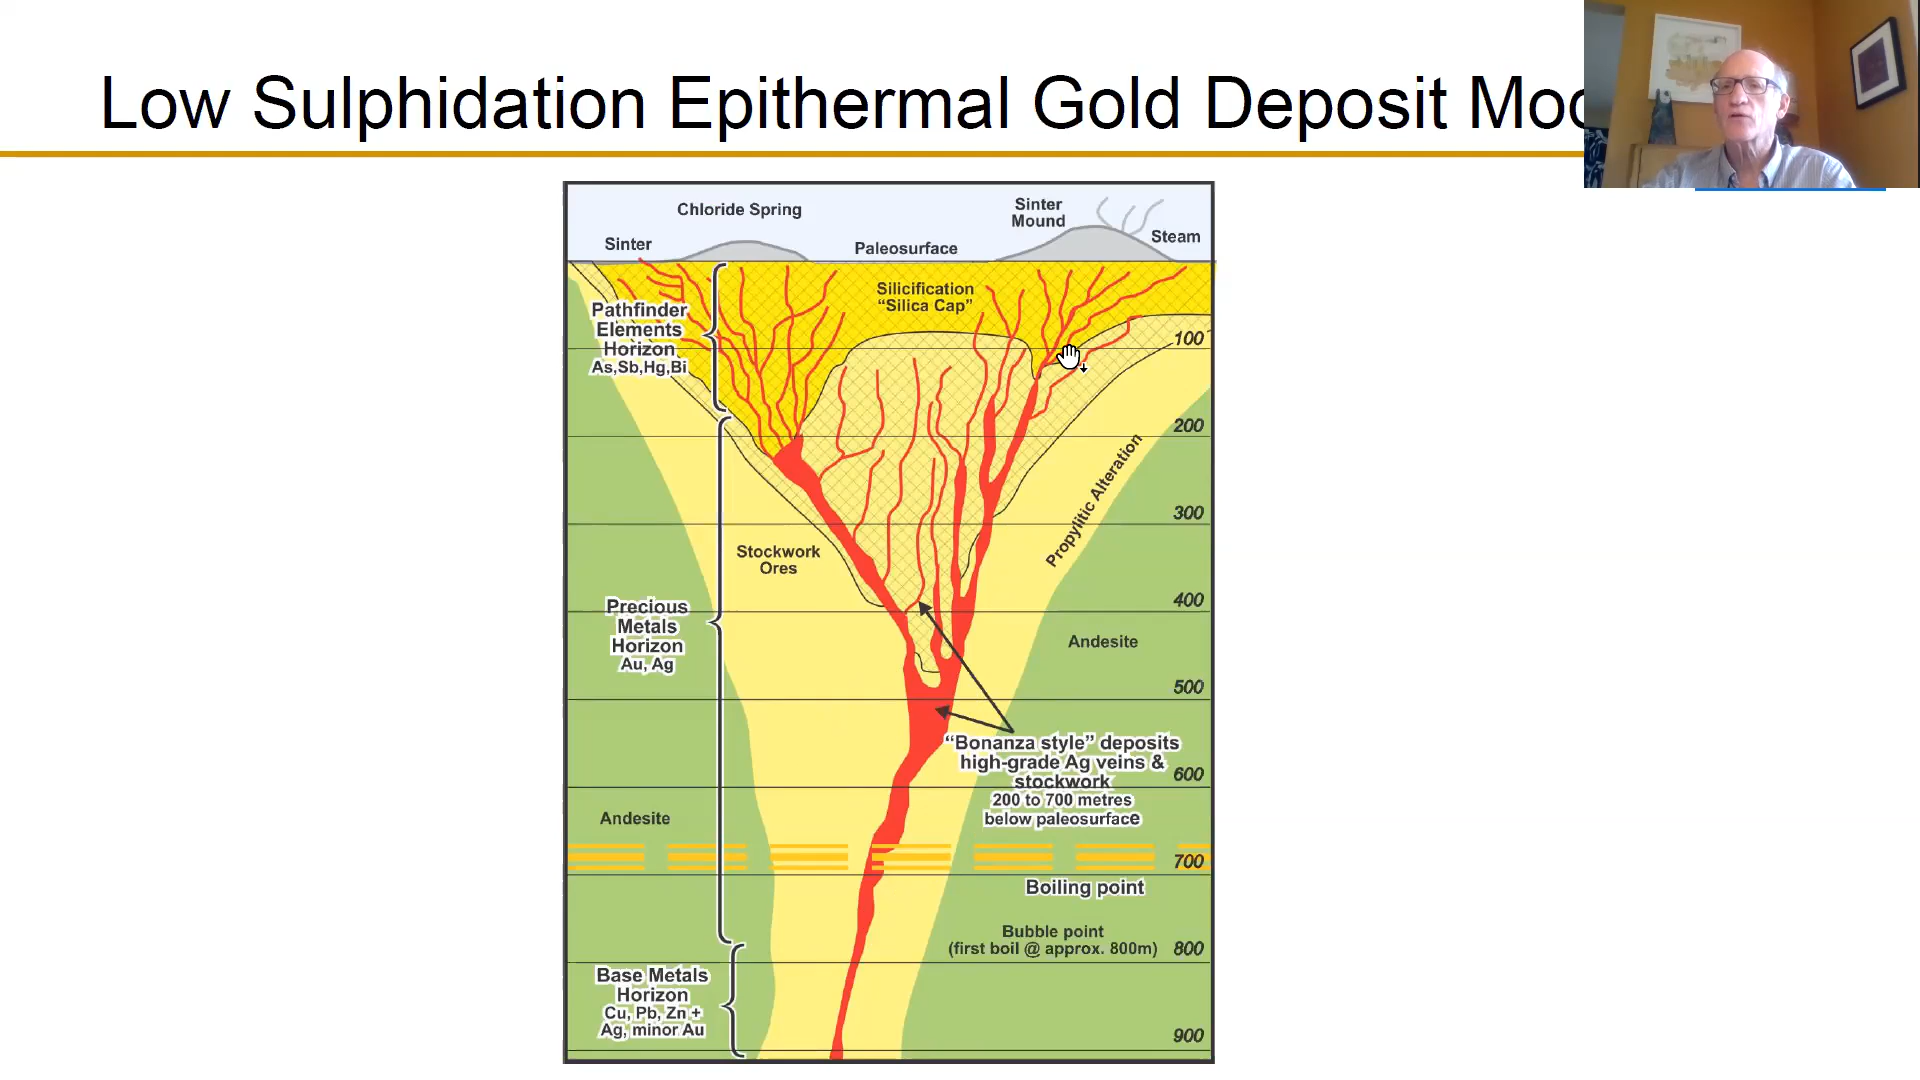 Low Sulphidation Epithermal Gold Deposit Mod
Chloride Spring
Sinter
Mound
Sinter
Paleosurface
Steam
Silicification
“Silica Cap”
Pathfinder
Elements
Horizon
As,Sb,Hg,Bi
100
200
Propylitic Alteration
300
Stockwork
Ores
400
Precious
Metals
Horizon
Au, Ag
Andesite
500
“Bonanza style” deposits
high-grade Ag veins &
stockwork
200 to 700 metres
below paleosurface
600
Andesite
700
Boiling point
Bubble point
(first boil @ approx. 800m)
800
Base Metals
Horizon
Cu, Pb, Zn +
Ag, minor Au
900